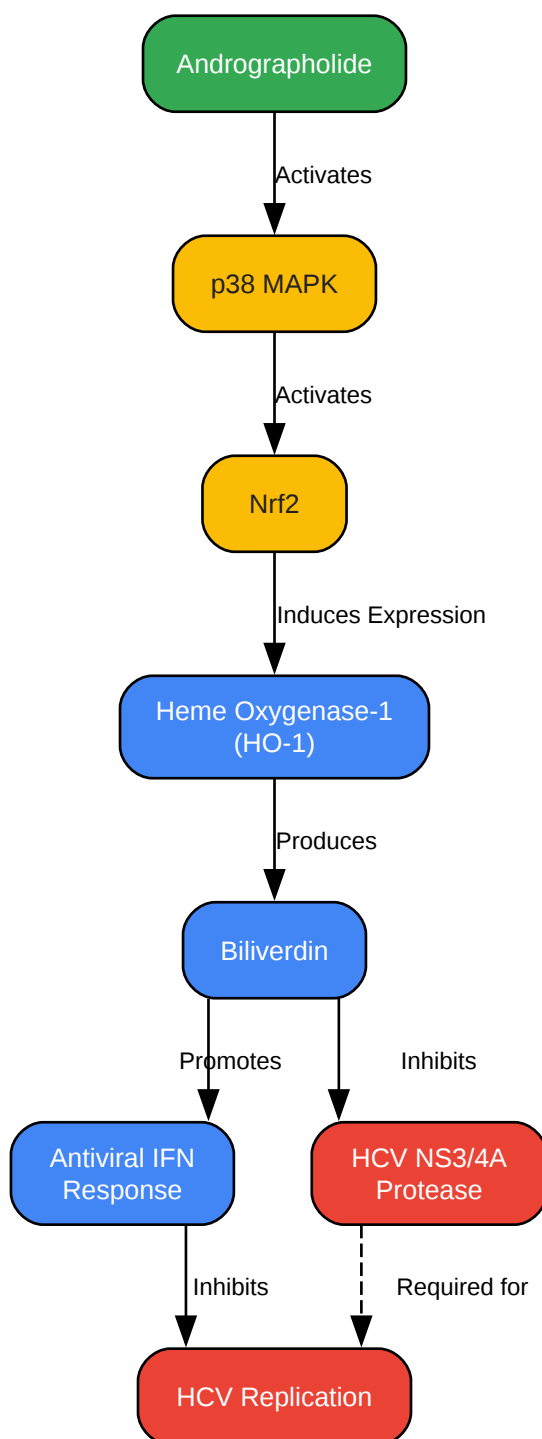 Andrographolide
Activates
p38 MAPK
Activates
Nrf2
Induces Expression
Heme Oxygenase-1
(HO-1)
Produces
Biliverdin
Promotes
Inhibits
Antiviral IFN
Response
HCV NS3/4A
Protease
Inhibits
Required for
HCV Replication